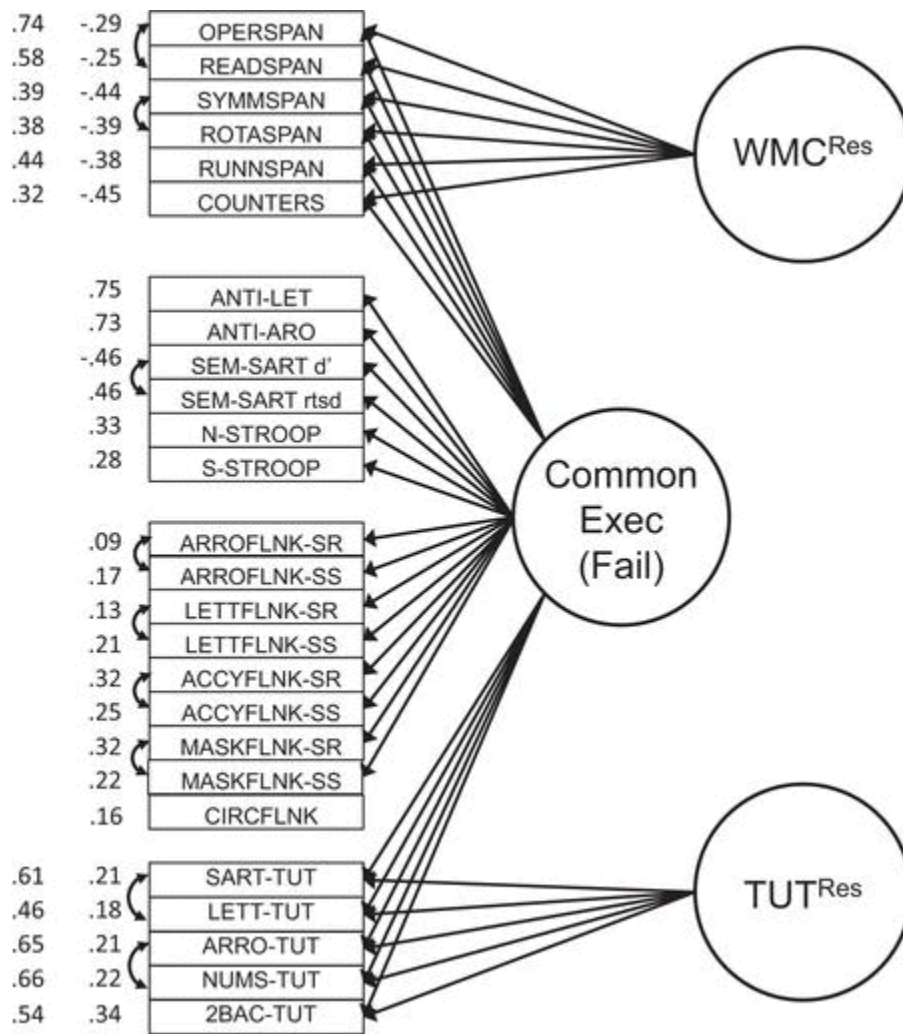 .74 -.29 OPERSPAN
.58 -.25 READSPAN
.39 -.44 SYMMSPAN
.38 -.39 ROTASPAN
.44 -.38 RUNNSPAN
.32 -.45 COUNTERS
WMC^Res
.75 ANTI-LET
.73 ANTI-ARO
-.46 SEM-SART d'
.46 SEM-SART rtsd
.33 N-STROOP
.28 S-STROOP
Common
Exec
(Fail)
.09 ARROFLNK-SR
.17 ARROFLNK-SS
.13 LETTFLNK-SR
.21 LETTFLNK-SS
.32 ACCYFLNK-SR
.25 ACCYFLNK-SS
.32 MASKFLNK-SR
.22 MASKFLNK-SS
.16 CIRCFLNK
.61 .21 SART-TUT
.46 .18 LETT-TUT
.65 .21 ARRO-TUT
.66 .22 NUMS-TUT
.54 .34 2BAC-TUT
TUT^Res